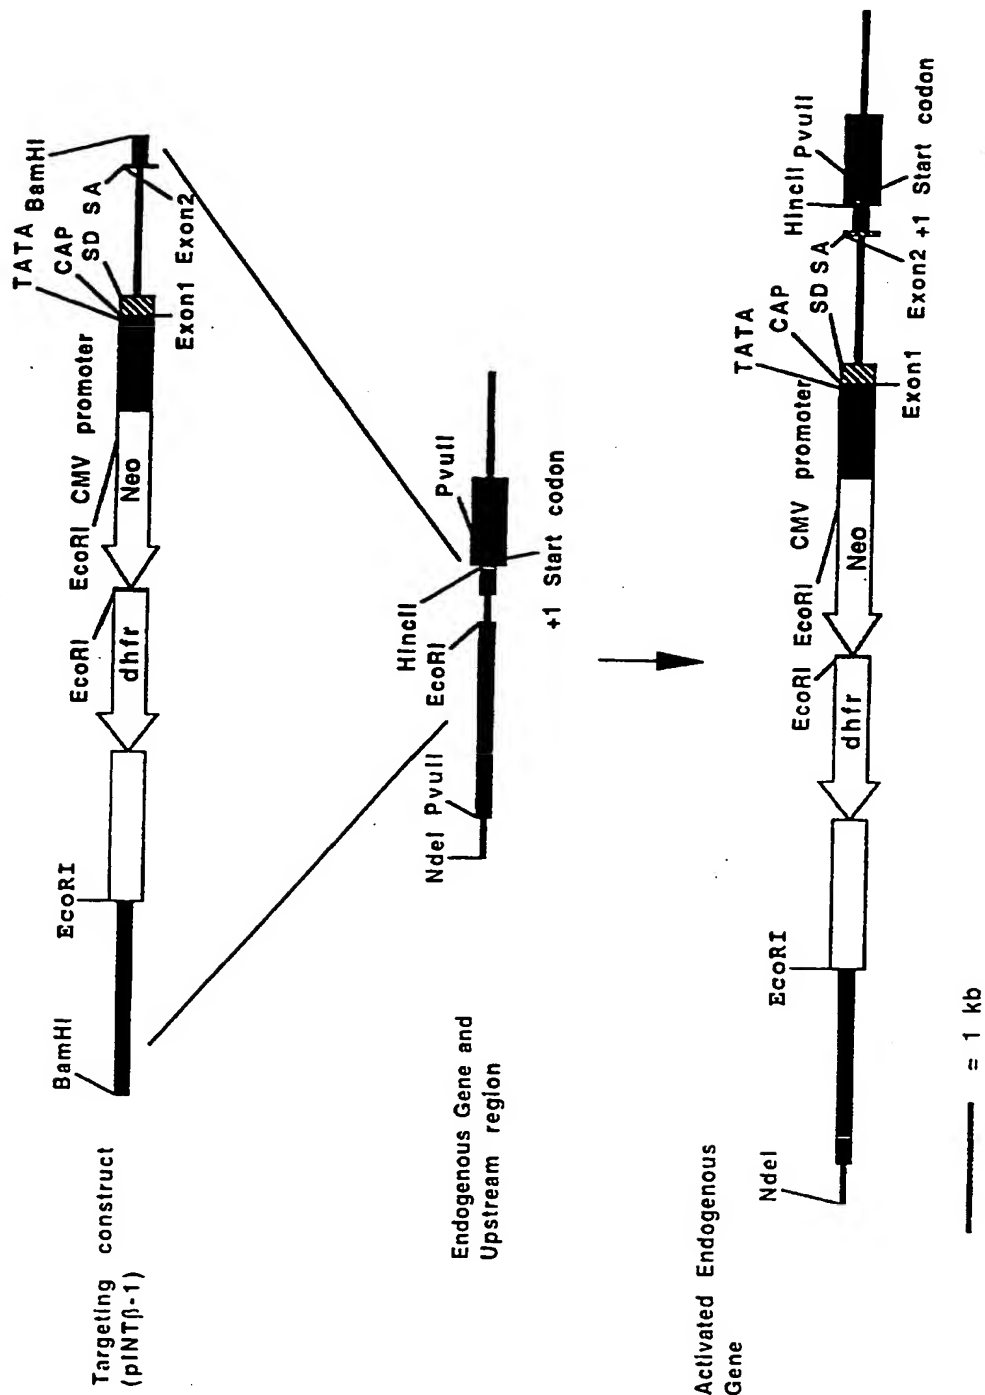 Targeting construct
(pINTβ-1)
BamHI
EcoRI
dhfr
EcoRI
Neo
EcoRI
CMV promoter
TATA
CAP
SD
SA
BamHI
Exon1
Exon2
Endogenous Gene and
Upstream region
NdeI
PvuII
EcoRI
HincII
PvuII
+1 Start codon
Activated Endogenous
Gene
NdeI
EcoRI
dhfr
EcoRI
Neo
EcoRI
CMV promoter
TATA
CAP
SD
SA
HincII
PvuII
Exon1
Exon2
+1 Start codon
= 1 kb